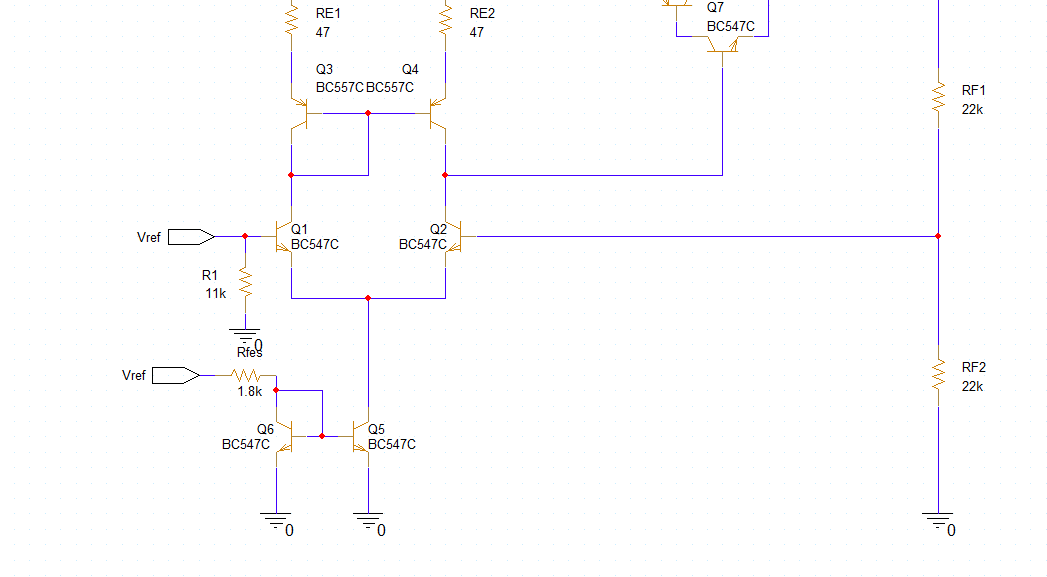 RE1
47
RE2
47
Q7
BC547C
Q3
BC557C
Q4
BC557C
RF1
22k
Vref
Q1
BC547C
Q2
BC547C
R1
11k
0
Rfes
Vref
1.8k
RF2
22k
Q6
BC547C
Q5
BC547C
0
0
0